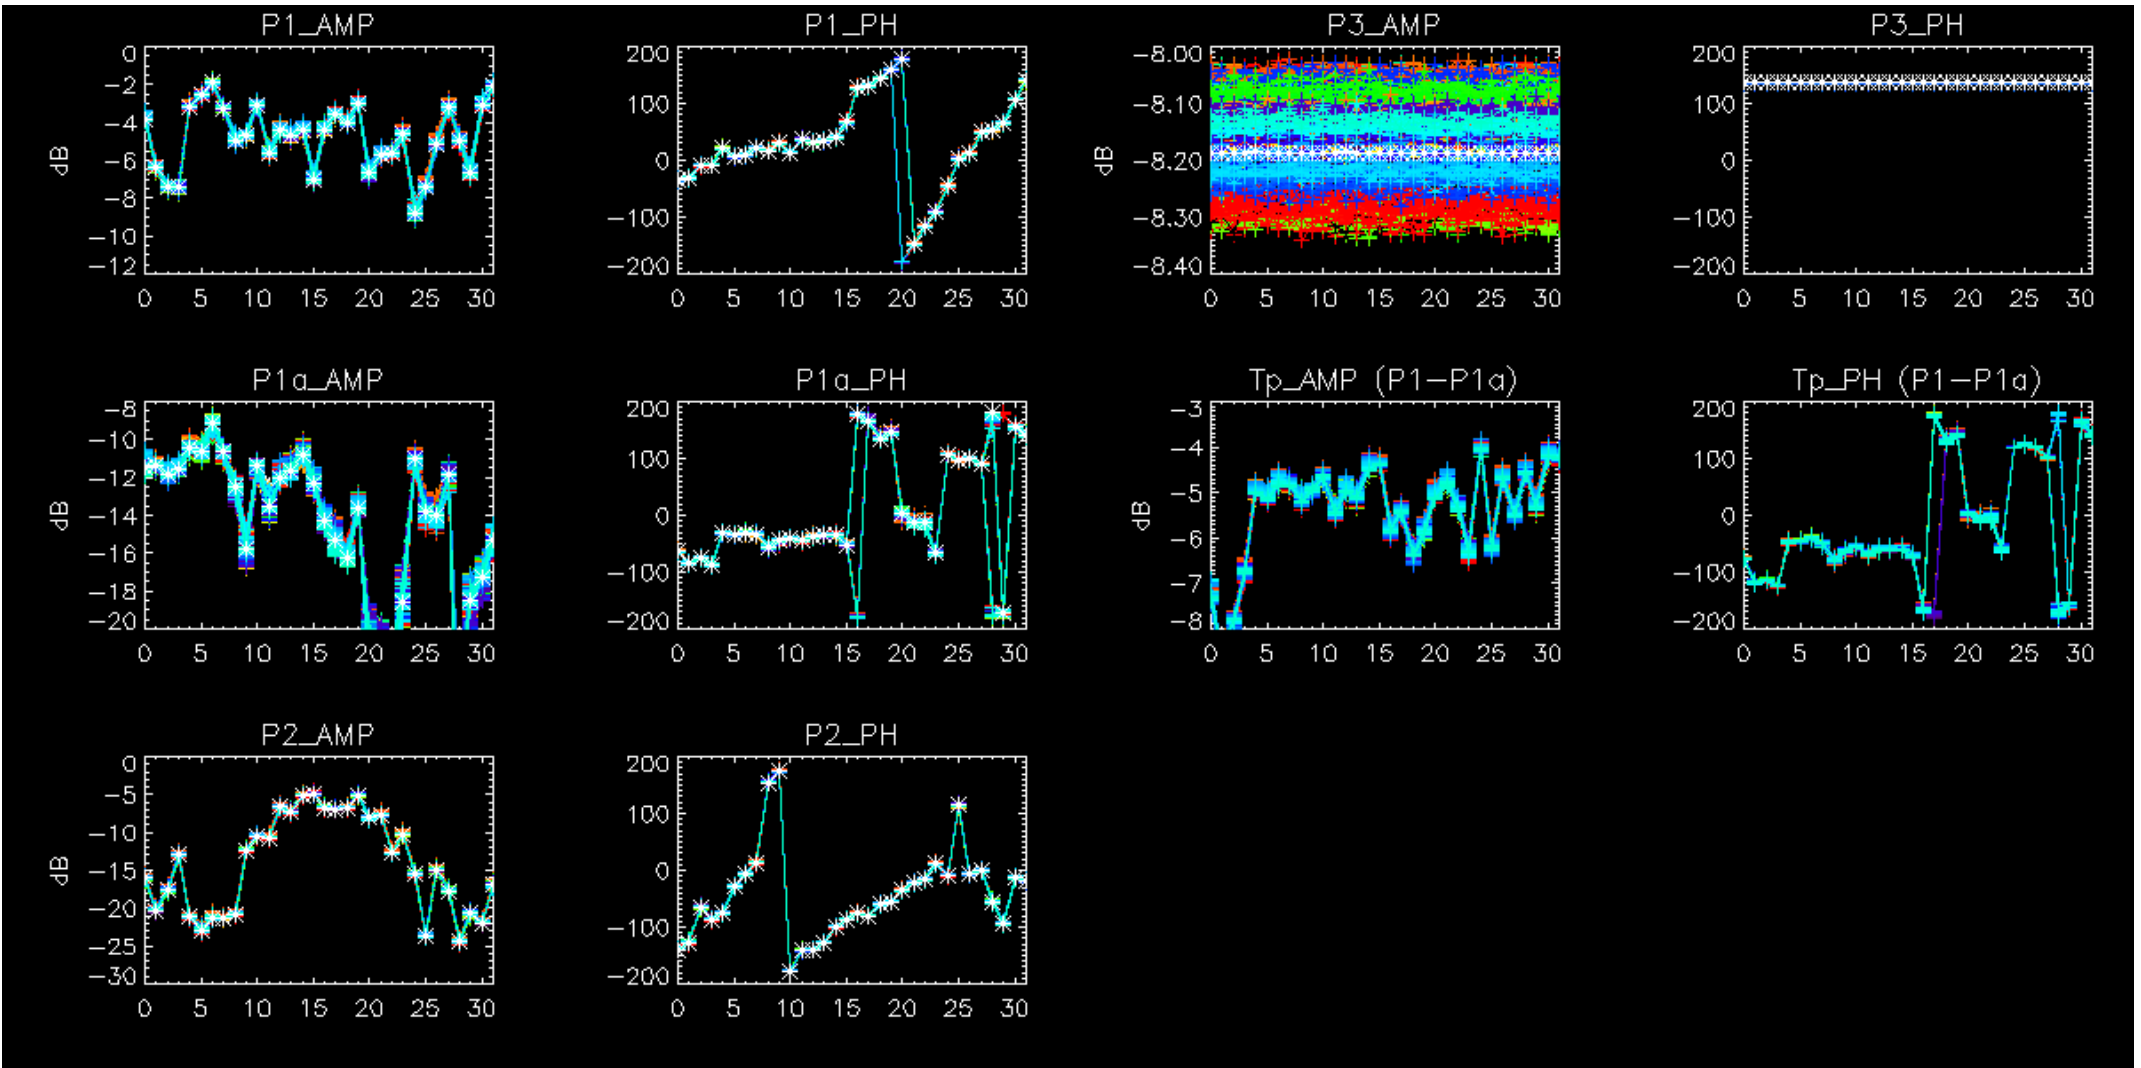 P1_AMP
P1_PH
P3_AMP
P3_PH
dB
0
−2
−4
−6
−8
−10
−12
0 5 10 15 20 25 30
200
100
0
−100
−200
0 5 10 15 20 25 30
dB
−8.00
−8.10
−8.20
−8.30
−8.40
0 5 10 15 20 25 30
200
100
0
−100
−200
0 5 10 15 20 25 30
P1a_AMP
P1a_PH
Tp_AMP (P1−P1a)
Tp_PH (P1−P1a)
dB
−8
−10
−12
−14
−16
−18
−20
0 5 10 15 20 25 30
200
100
0
−100
−200
0 5 10 15 20 25 30
dB
−3
−4
−5
−6
−7
−8
0 5 10 15 20 25 30
200
100
0
−100
−200
0 5 10 15 20 25 30
P2_AMP
P2_PH
dB
0
−5
−10
−15
−20
−25
−30
0 5 10 15 20 25 30
200
100
0
−100
−200
0 5 10 15 20 25 30